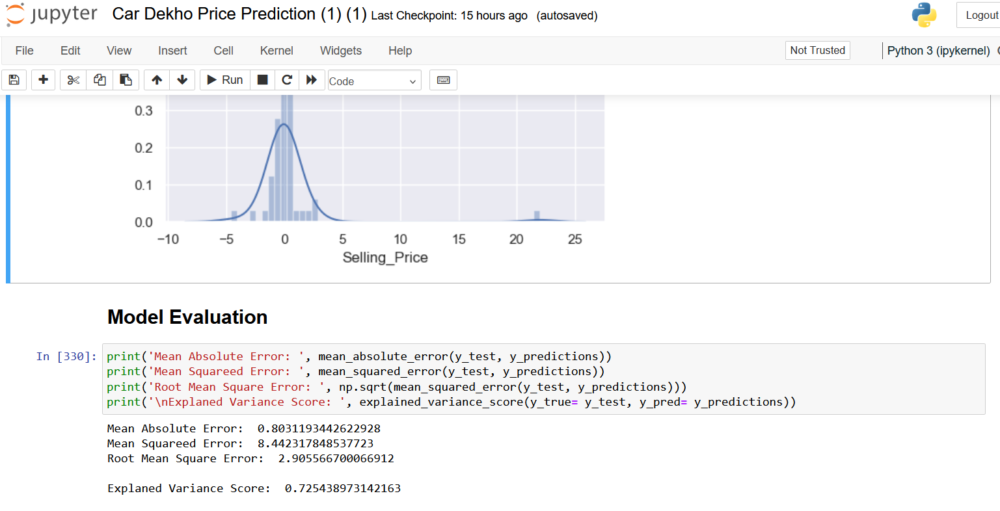 jupyter Car Dekho Price Prediction (1) (1) Last Checkpoint: 15 hours ago (autosaved)
Logout
File Edit View Insert Cell Kernel Widgets Help
Not Trusted
Python 3 (ipykernel)
Run
Code
0.3
0.2
0.1
0.0
−10 −5 0 5 10 15 20 25
Selling_Price
Model Evaluation
In [330]: print('Mean Absolute Error: ', mean_absolute_error(y_test, y_predictions))
print('Mean Squareed Error: ', mean_squared_error(y_test, y_predictions))
print('Root Mean Square Error: ', np.sqrt(mean_squared_error(y_test, y_predictions)))
print('\nExplaned Variance Score: ', explained_variance_score(y_true= y_test, y_pred= y_predictions))
Mean Absolute Error:  0.8031193442622928
Mean Squareed Error:  8.442317848537723
Root Mean Square Error:  2.905566700066912
Explaned Variance Score:  0.725438973142163